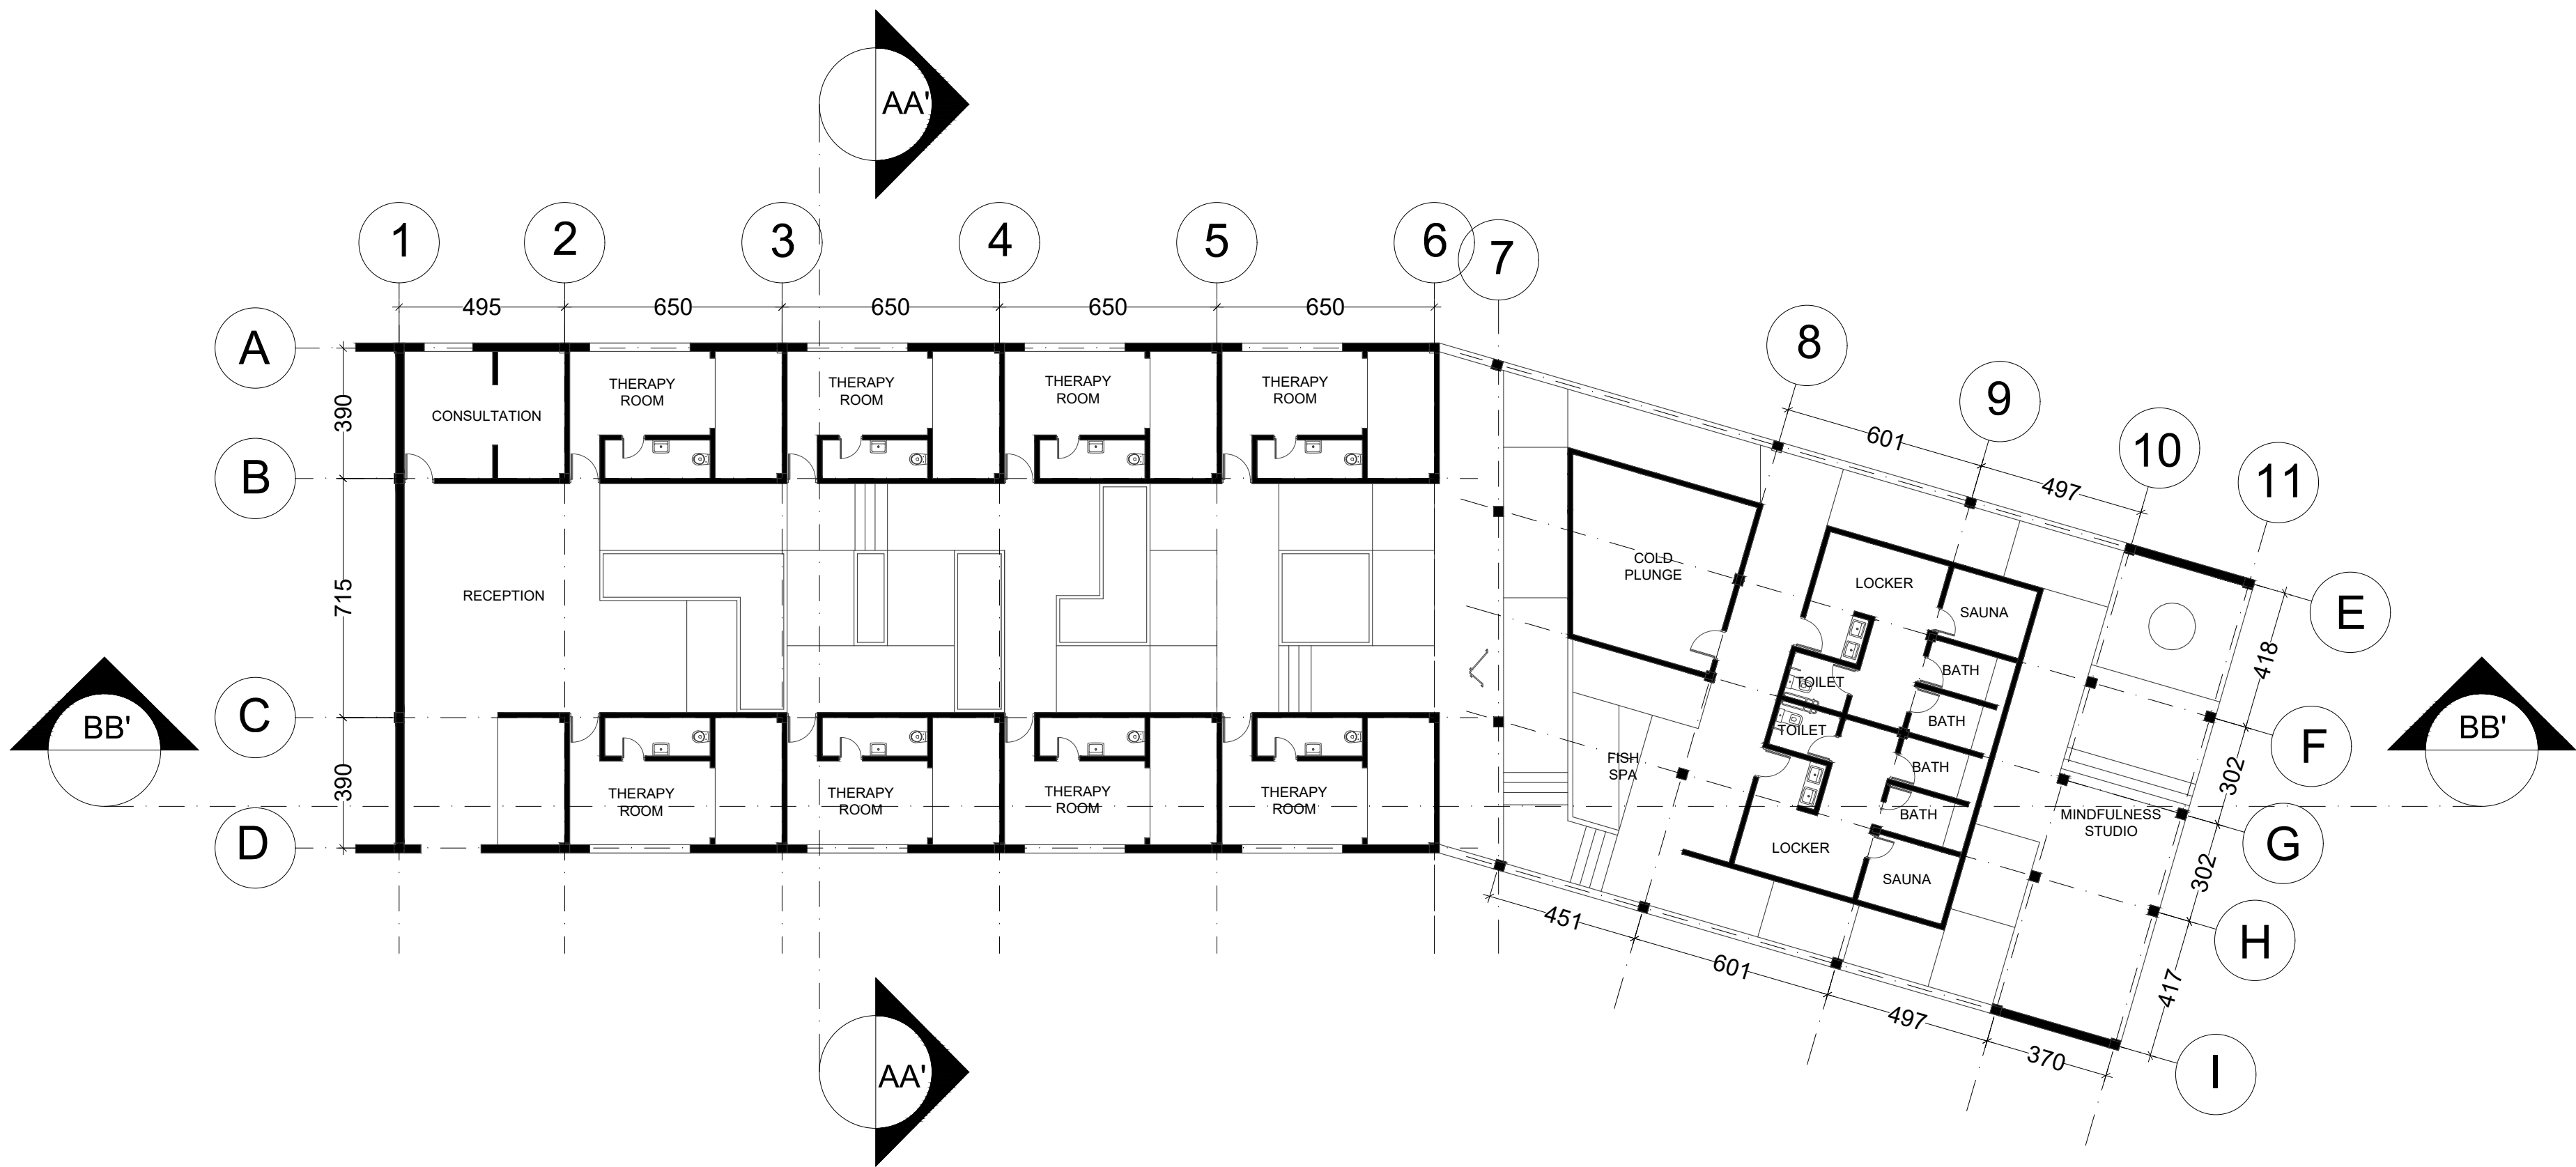 AA'
1
2
3
4
5
6
7
8
9
10
11
495
650
650
650
650
A
B
C
D
390
715
390
601
497
CONSULTATION
THERAPY
ROOM
THERAPY
ROOM
THERAPY
ROOM
THERAPY
ROOM
RECEPTION
THERAPY
ROOM
THERAPY
ROOM
THERAPY
ROOM
THERAPY
ROOM
COLD
PLUNGE
FISH
SPA
LOCKER
SAUNA
BATH
TOILET
BATH
TOILET
BATH
BATH
LOCKER
SAUNA
MINDFULNESS
STUDIO
E
F
G
H
I
418
302
302
417
451
601
497
370
BB'
BB'
AA'